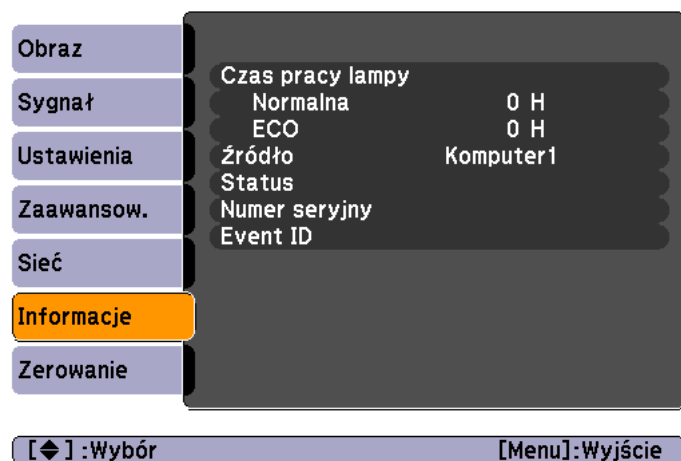 Obraz
Sygnał
Ustawienia
Zaawansow.
Sieć
Informacje
Zerowanie
Czas pracy lampy
Normalna 0 H
ECO 0 H
Źródło Komputer1
Status
Numer seryjny
Event ID
[◆] :Wybór [Menu]:Wyjście